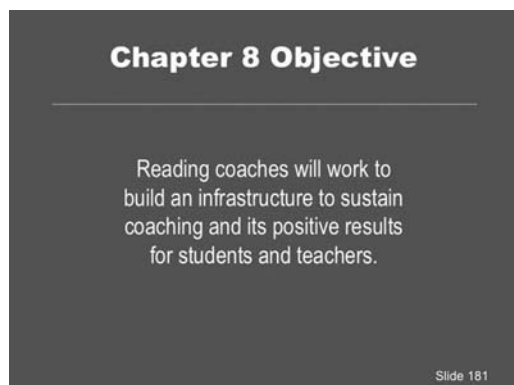 Chapter 8 Objective
Reading coaches will work to
build an infrastructure to sustain
coaching and its positive results
for students and teachers.
Slide 181